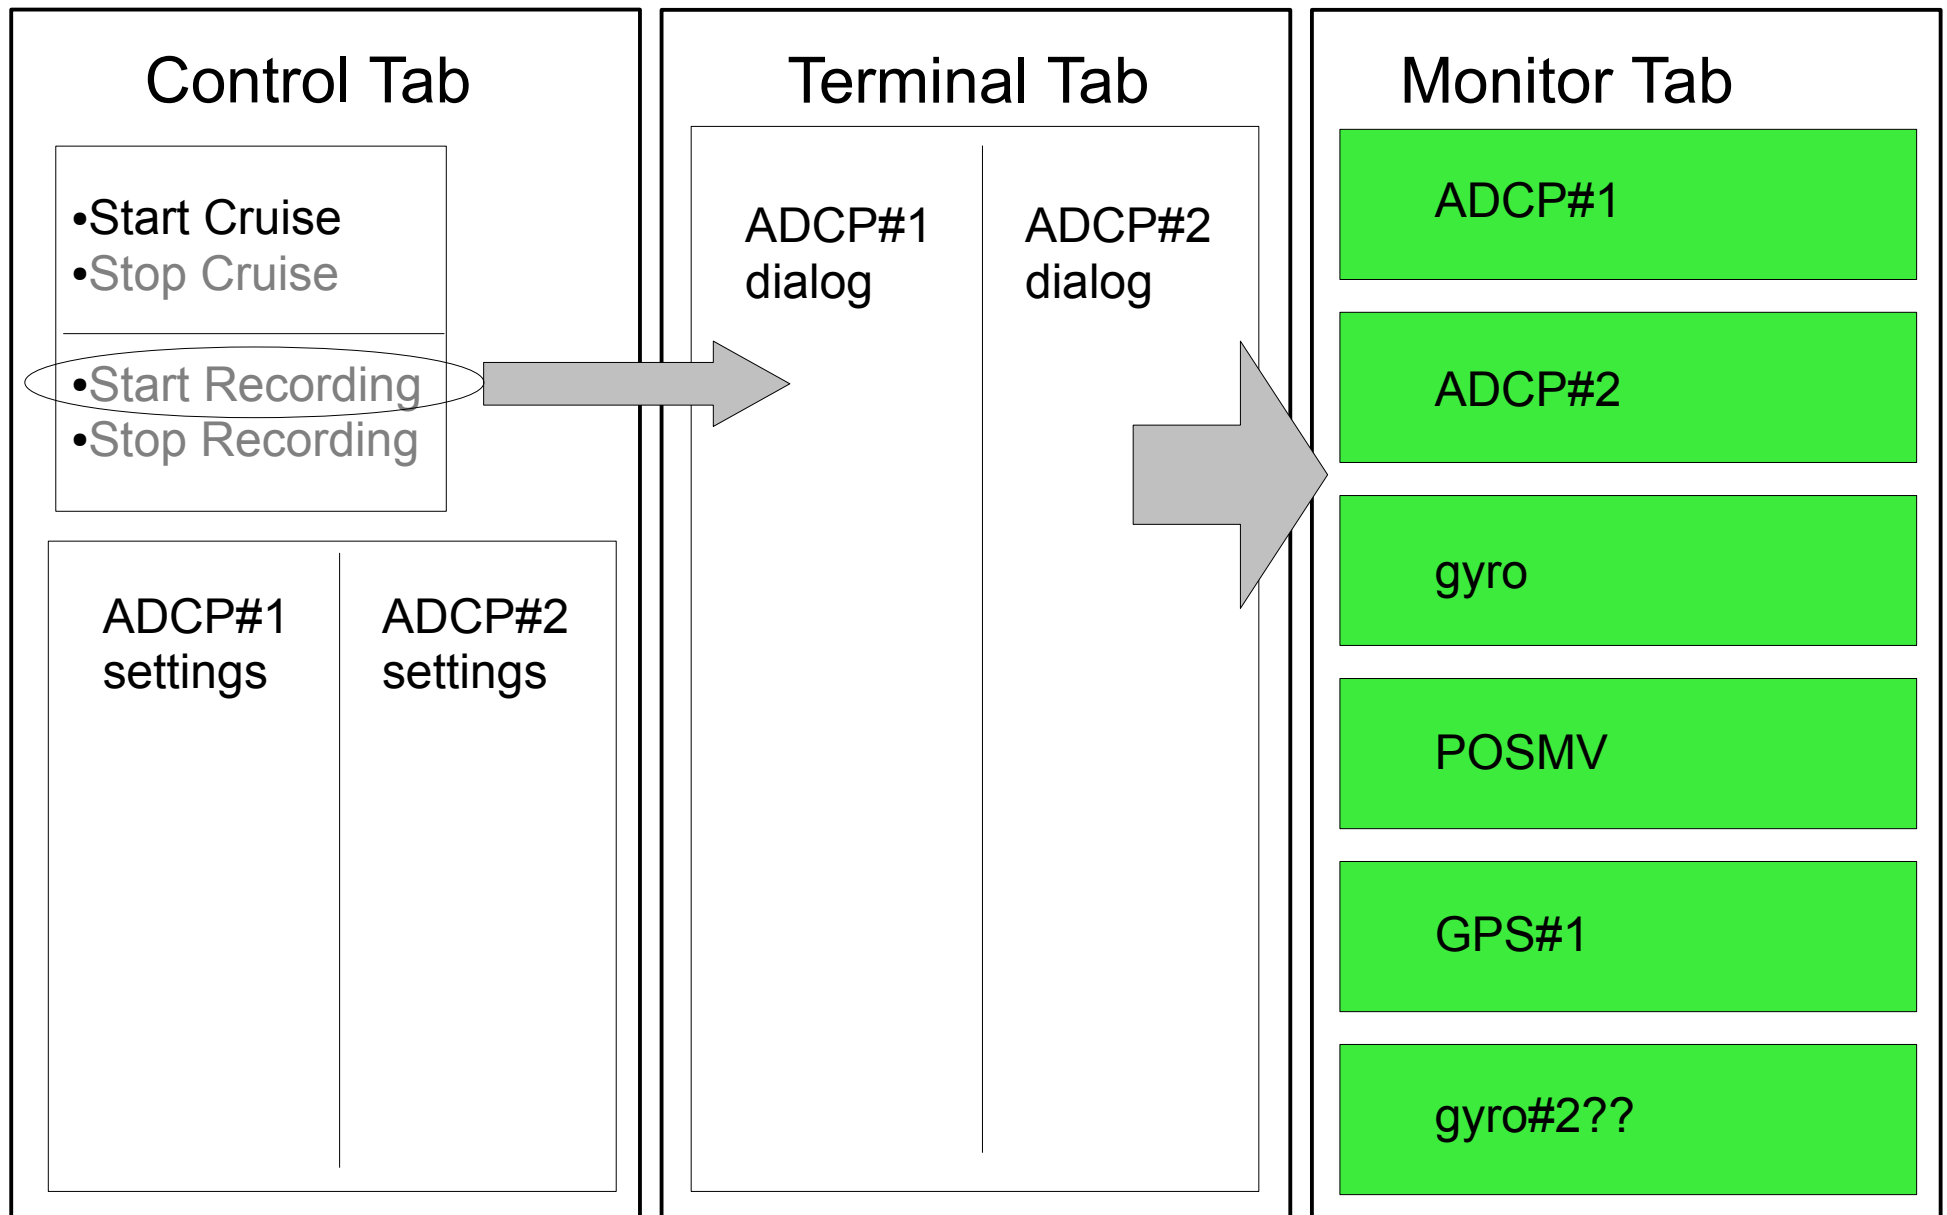 Control Tab
•Start Cruise
•Stop Cruise
•Start Recording
•Stop Recording
ADCP#1
settings
ADCP#2
settings
Terminal Tab
ADCP#1
dialog
ADCP#2
dialog
Monitor Tab
ADCP#1
ADCP#2
gyro
POSMV
GPS#1
gyro#2??